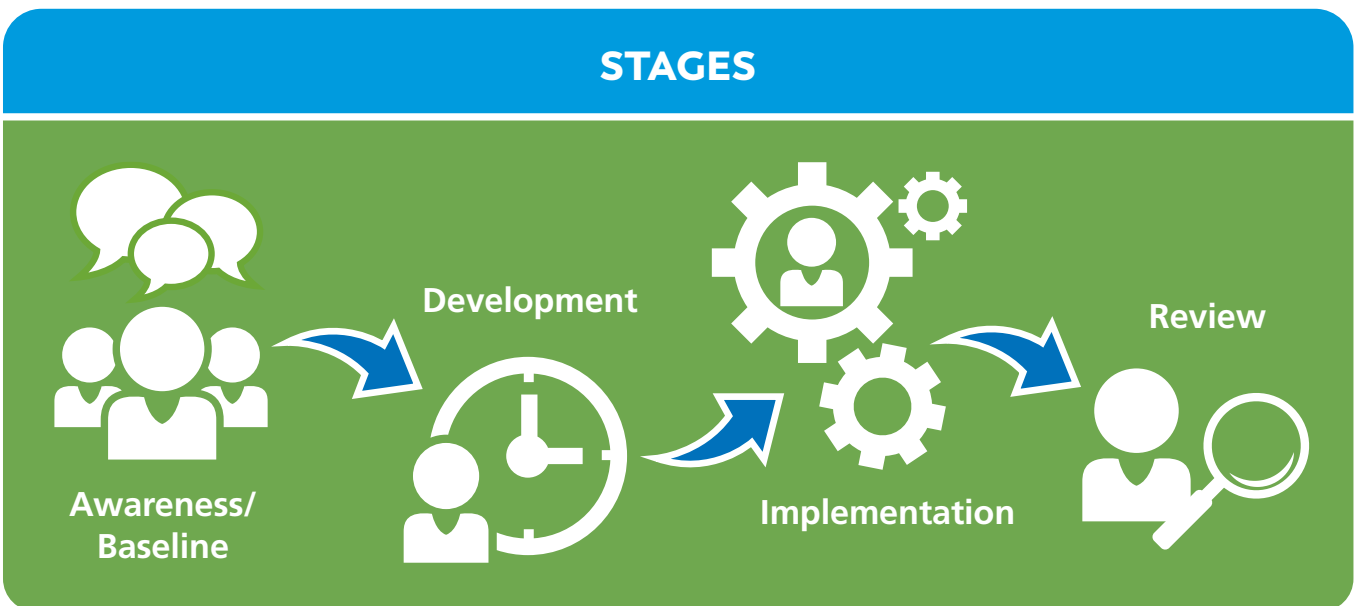 STAGES
Awareness/
Baseline
Development
Implementation
Review